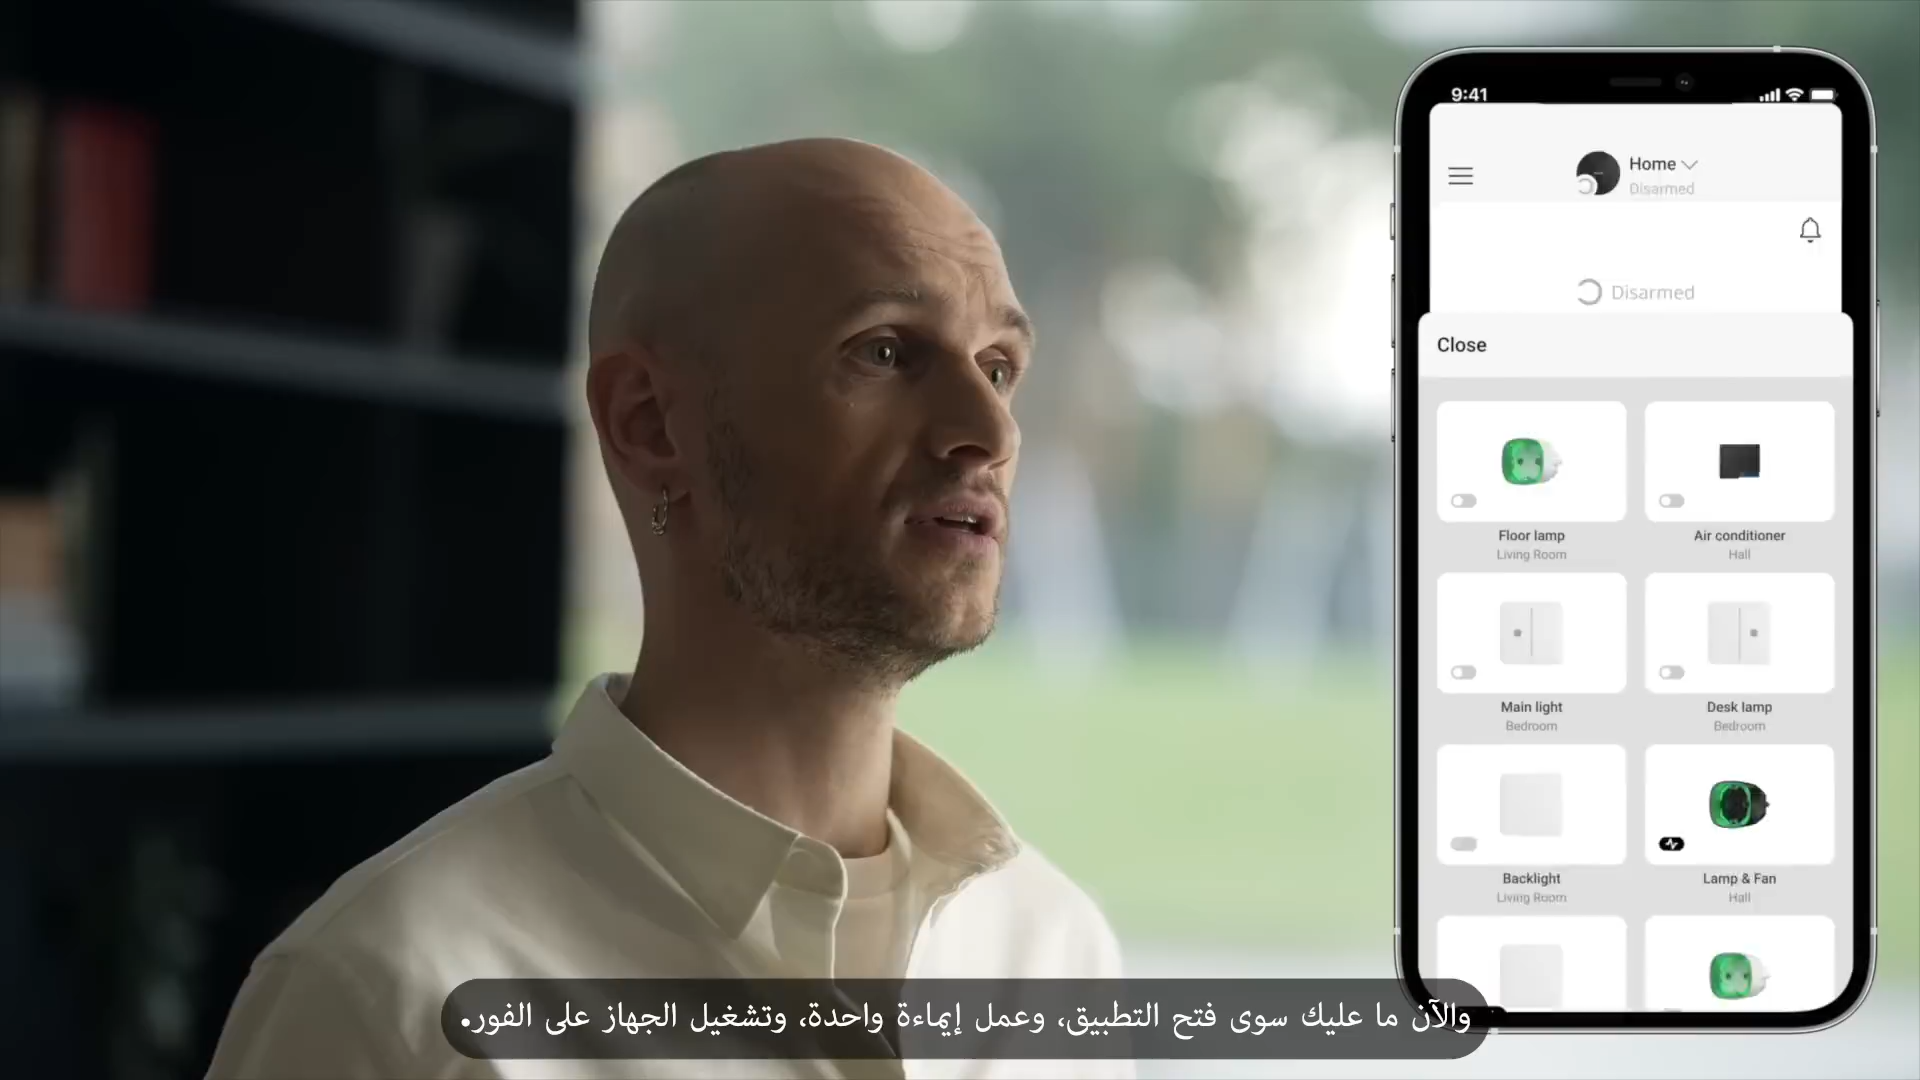 9:41
Home
Disarmed
Disarmed
Close
Floor lamp
Living Room
Air conditioner
Hall
Main light
Bedroom
Desk lamp
Bedroom
Backlight
Living Room
Lamp & Fan
Hall
والآن ما عليك سوى فتح التطبيق، وعمل إيماءة واحدة، وتشغيل الجهاز على الفور.